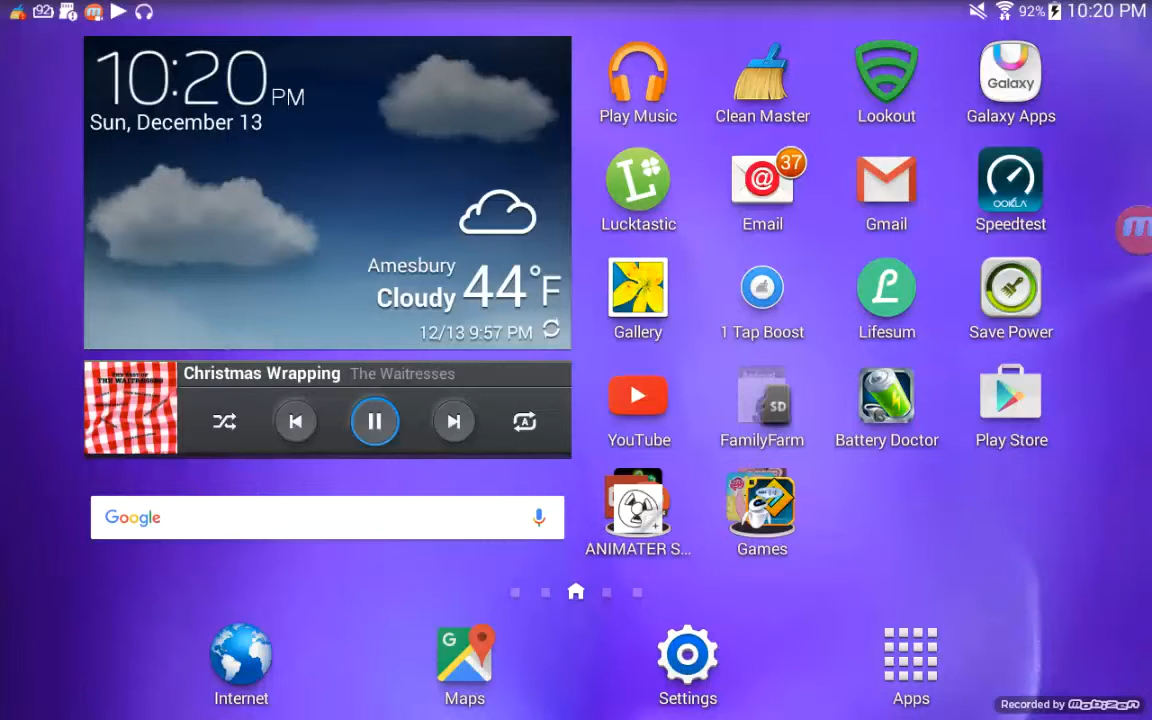 92
92% 10:20 PM
10:20 PM
Sun, December 13
Amesbury
Cloudy 44°F
12/13 9:57 PM
THE WAITRESSES
Christmas Wrapping The Waitresses
A
Google
Play Music
Clean Master
Lookout
Galaxy
Galaxy Apps
L
Lucktastic
@ 37
Email
Gmail
OOKLA
Speedtest
Gallery
1 Tap Boost
Lifesum
Save Power
YouTube
SD
FamilyFarm
Battery Doctor
Play Store
ANIMATER S...
Games
Internet
G
Maps
Settings
Apps
m
Recorded by mobizen